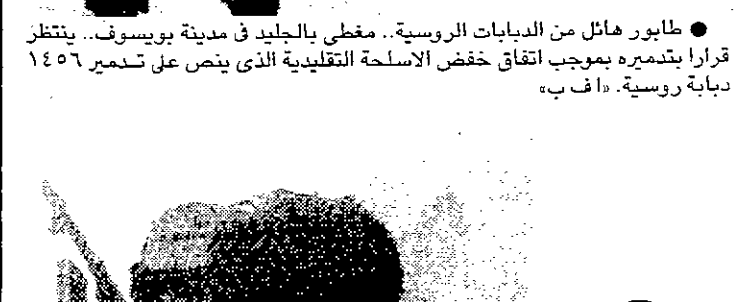 ● طابور هائل من الدبابات الروسية.. مغطى بالجليد فى مدينة بويسوف.. ينتظر
قرارا بتدميره بموجب اتفاق خفض الاسلحة التقليدية الذى ينص على تدمير ١٤٥٦
دبابة روسية. «ا ف ب»